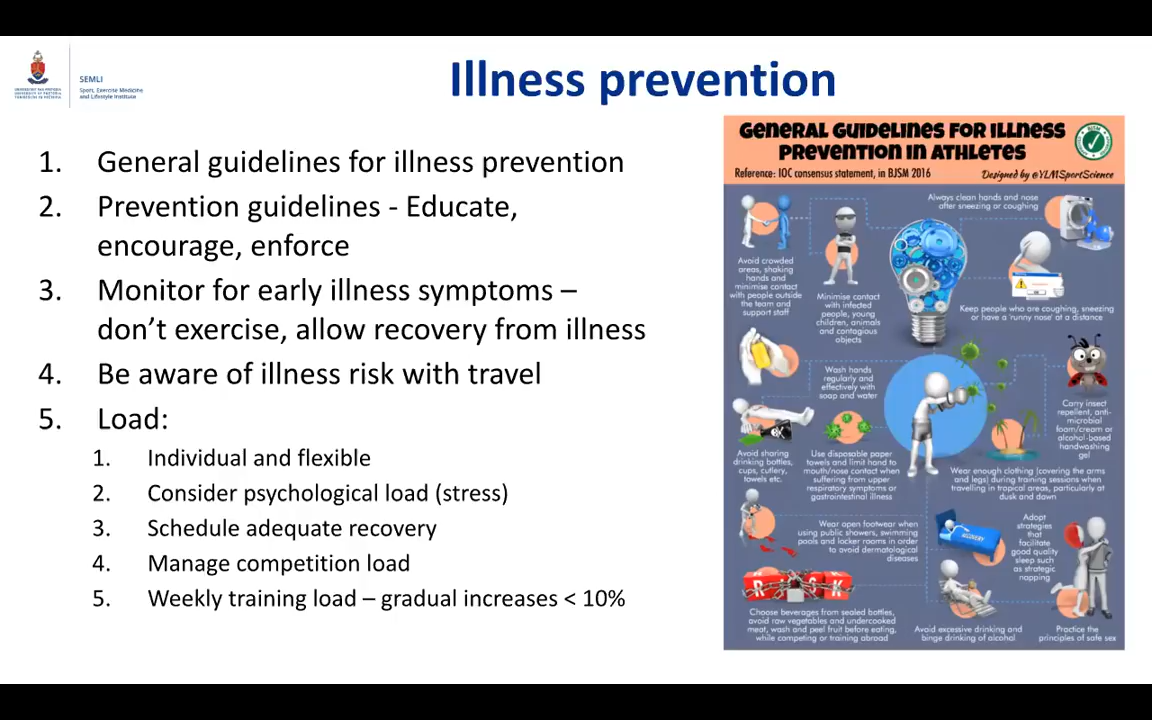 SEMLI
Sport, Exercise Medicine
and Lifestyle Institute
UNIVERSITEIT VAN PRETORIA
UNIVERSITY OF PRETORIA
YUNIBESITHI YA PRETORIA
Illness prevention
1. General guidelines for illness prevention
2. Prevention guidelines - Educate,
encourage, enforce
3. Monitor for early illness symptoms –
don’t exercise, allow recovery from illness
4. Be aware of illness risk with travel
5. Load:
1. Individual and flexible
2. Consider psychological load (stress)
3. Schedule adequate recovery
4. Manage competition load
5. Weekly training load – gradual increases < 10%
GENERAL GUIDELINES FOR ILLNESS
PREVENTION IN ATHLETES
Reference: IOC consensus statement, in BJSM 2016
Designed by @YLMSportScience
BJSM
Always clean hands and nose
after sneezing or coughing
Avoid crowded
areas, shaking
hands and
minimise contact
with people outside
the team and
support staff
Minimise contact
with infected
people, young
children, animals
and contagious
objects
Keep people who are coughing, sneezing
or have a 'runny nose' at a distance
Wash hands
regularly and
effectively with
soap and water
Carry insect
repellent, anti-
microbial
foam/cream or
alcohol-based
handwashing
gel
Avoid sharing
drinking bottles,
cups, cutlery,
towels etc.
Use disposable paper
towels and limit hand to
mouth/nose contact when
suffering from upper
respiratory symptoms or
gastrointestinal illness
Wear enough clothing (covering the arms
and legs) during training sessions when
travelling in tropical areas, particularly at
dusk and dawn
Wear open footwear when
using public showers, swimming
pools and locker rooms in order
to avoid dermatological
diseases
RECOVERY
Adopt
strategies
that
facilitate
good quality
sleep such
as strategic
napping
RISK
Choose beverages from sealed bottles,
avoid raw vegetables and undercooked
meat, wash and peel fruit before eating,
while competing or training abroad
Avoid excessive drinking and
binge drinking of alcohol
Practice the
principles of safe sex